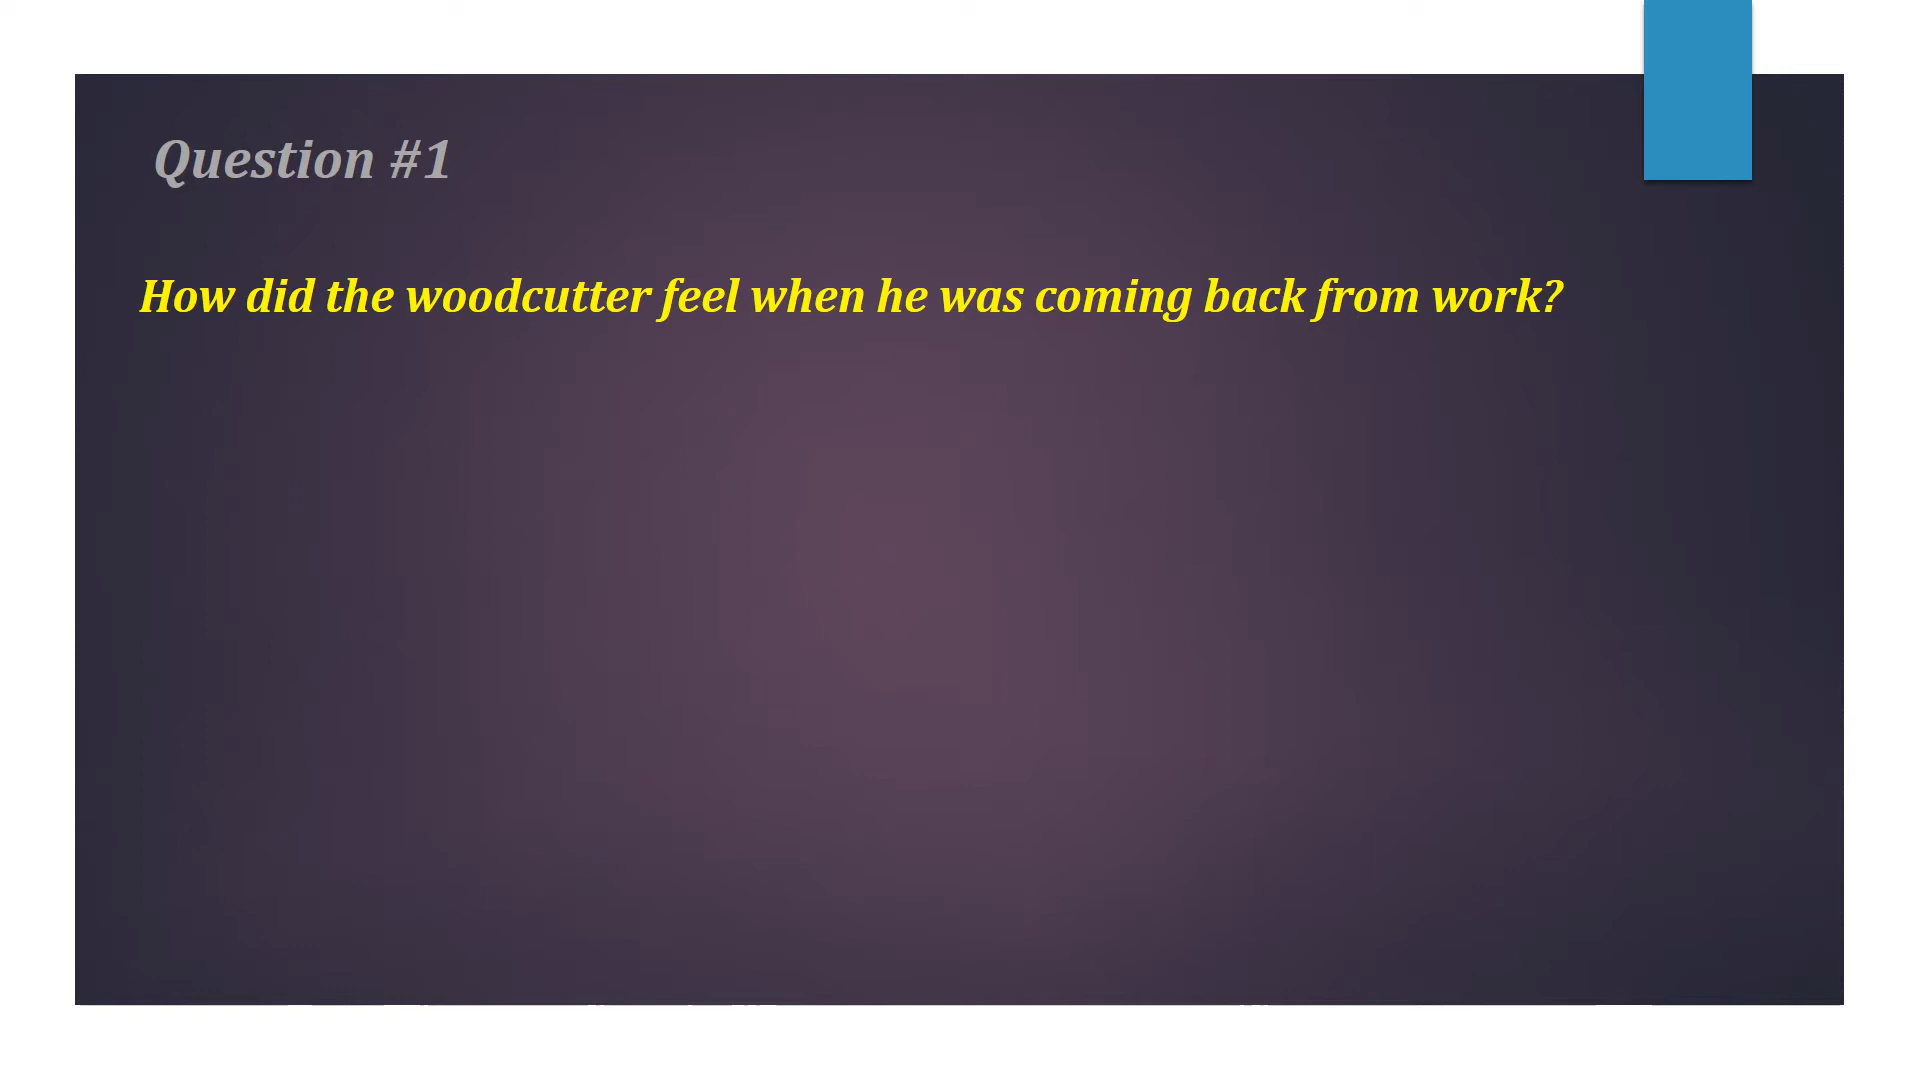 Question #1
How did the woodcutter feel when he was coming back from work?